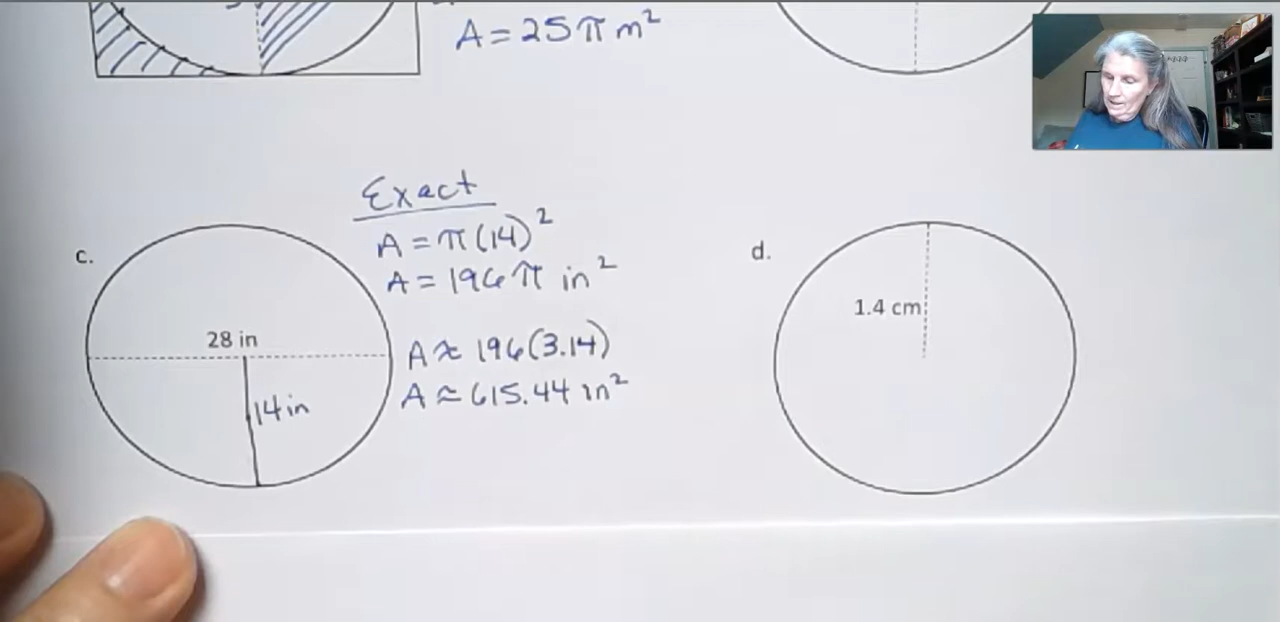 A = 25 π m²
c.
28 in
14 in
Exact
A = π(14)²
A = 196π in²
A ≈ 196(3.14)
A ≈ 615.44 in²
d.
1.4 cm